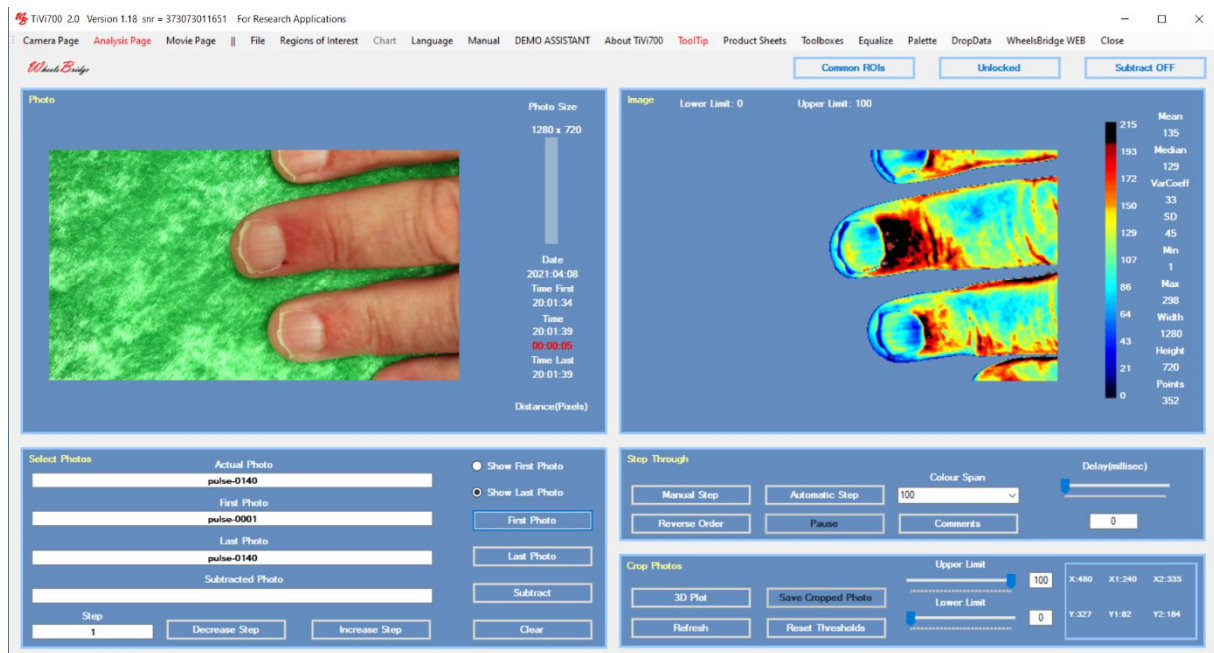 TiVi700 2.0 Version 1.18 snr = 373073011651 For Research Applications
Camera Page Analysis Page Movie Page || File Regions of Interest Chart Language Manual DEMO ASSISTANT About TiVi700 ToolTip Product Sheets Toolboxes Equalize Palette DropData WheelsBridge WEB Close
WheelsBridge
Common ROIs Unlocked Subtract OFF
Photo
Photo Size
1280 x 720
Date
2021:04:08
Time First
20:01:34
Time
20:01:39
00:00:05
Time Last
20:01:39
Distance(Pixels)
Image Lower Limit: 0 Upper Limit: 100
215
193
172
150
129
107
86
64
43
21
0
Mean
135
Median
129
VarCoeff
33
SD
45
Min
1
Max
298
Width
1280
Height
720
Points
352
Select Photos
Actual Photo
pulse-0140
First Photo
pulse-0001
Last Photo
pulse-0140
Subtracted Photo
Step
1
Decrease Step Increase Step
Show First Photo
Show Last Photo
First Photo
Last Photo
Subtract
Clear
Step Through
Manual Step Automatic Step
Reverse Order Pause
Colour Span
100
Comments
Delay(millisec)
0
Crop Photos
3D Plot Save Cropped Photo
Refresh Reset Thresholds
Upper Limit
100
Lower Limit
0
X:480 X1:240 X2:335
Y:327 Y1:82 Y2:184